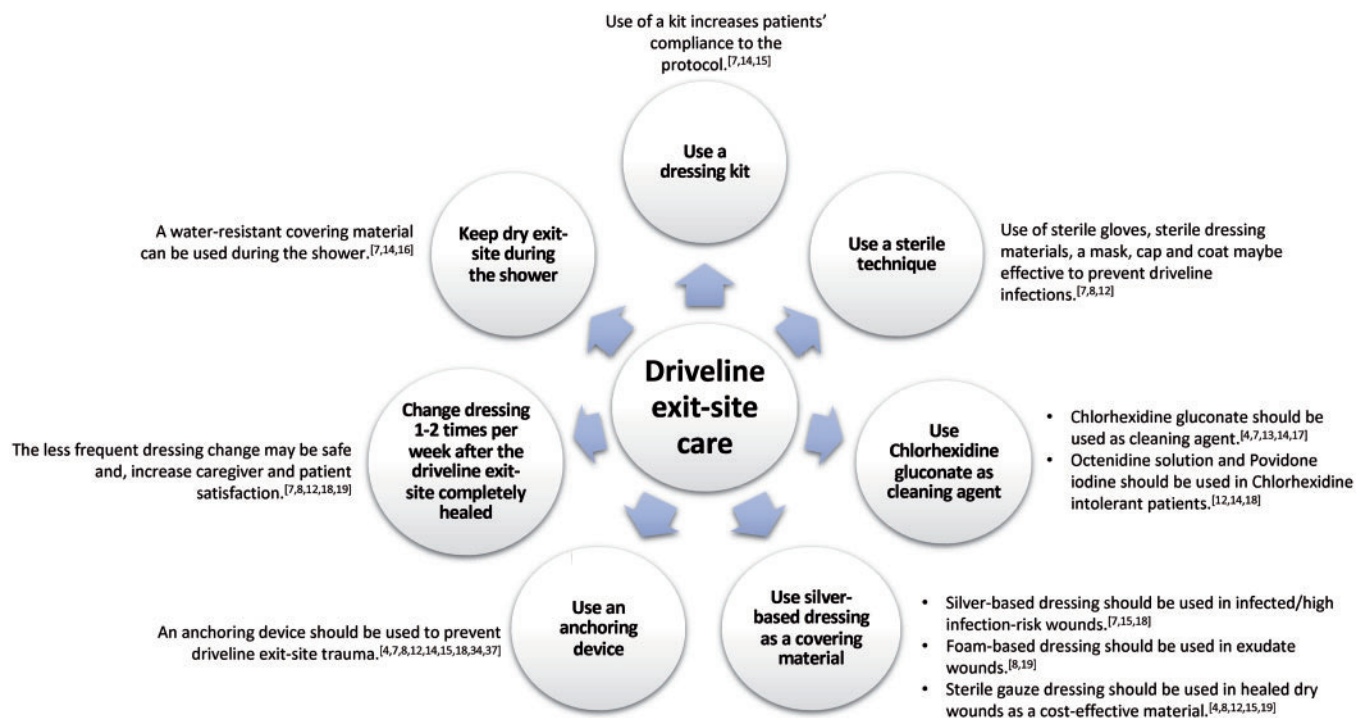 Use of a kit increases patients’
compliance to the
protocol.[7,14,15]
Use a
dressing kit
Use a sterile
technique
Use of sterile gloves, sterile dressing
materials, a mask, cap and coat maybe
effective to prevent driveline
infections.[7,8,12]
Use
Chlorhexidine
gluconate as
cleaning agent
• Chlorhexidine gluconate should be
used as cleaning agent.[4,7,13,14,17]
• Octenidine solution and Povidone
iodine should be used in Chlorhexidine
intolerant patients.[12,14,18]
Use silver-
based dressing
as a covering
material
• Silver-based dressing should be used in infected/high
infection-risk wounds.[7,15,18]
• Foam-based dressing should be used in exudate
wounds.[8,19]
• Sterile gauze dressing should be used in healed dry
wounds as a cost-effective material.[4,8,12,15,19]
Use an
anchoring
device
An anchoring device should be used to prevent
driveline exit-site trauma.[4,7,8,12,14,15,18,34,37]
Change dressing
1-2 times per
week after the
driveline exit-
site completely
healed
The less frequent dressing change may be safe
and, increase caregiver and patient
satisfaction.[7,8,12,18,19]
Keep dry exit-
site during
the shower
A water-resistant covering material
can be used during the shower.[7,14,16]
Driveline
exit-site
care